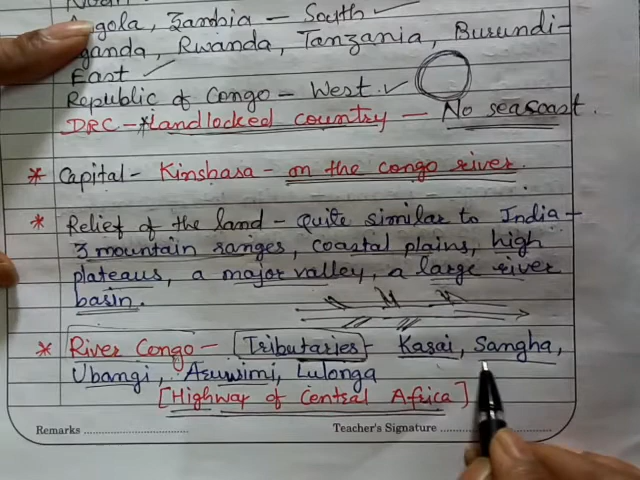 Angola, Zambia - South
ganda, Rwanda, Tanzania, Burundi-
East
Republic of Congo - West.
DRC - *Landlocked country - No seacoast.
* Capital - Kinshasa - on the congo river.
* Relief of the land - Quite similar to India -
3 mountain ranges, coastal plains, high
plateaus, a major valley, a large river
basin.
* River Congo - Tributaries - Kasai, Sangha,
Ubangi, Aruwimi, Lulonga
[Highway of Central Africa]
Remarks .............................. Teacher's Signature ..............................